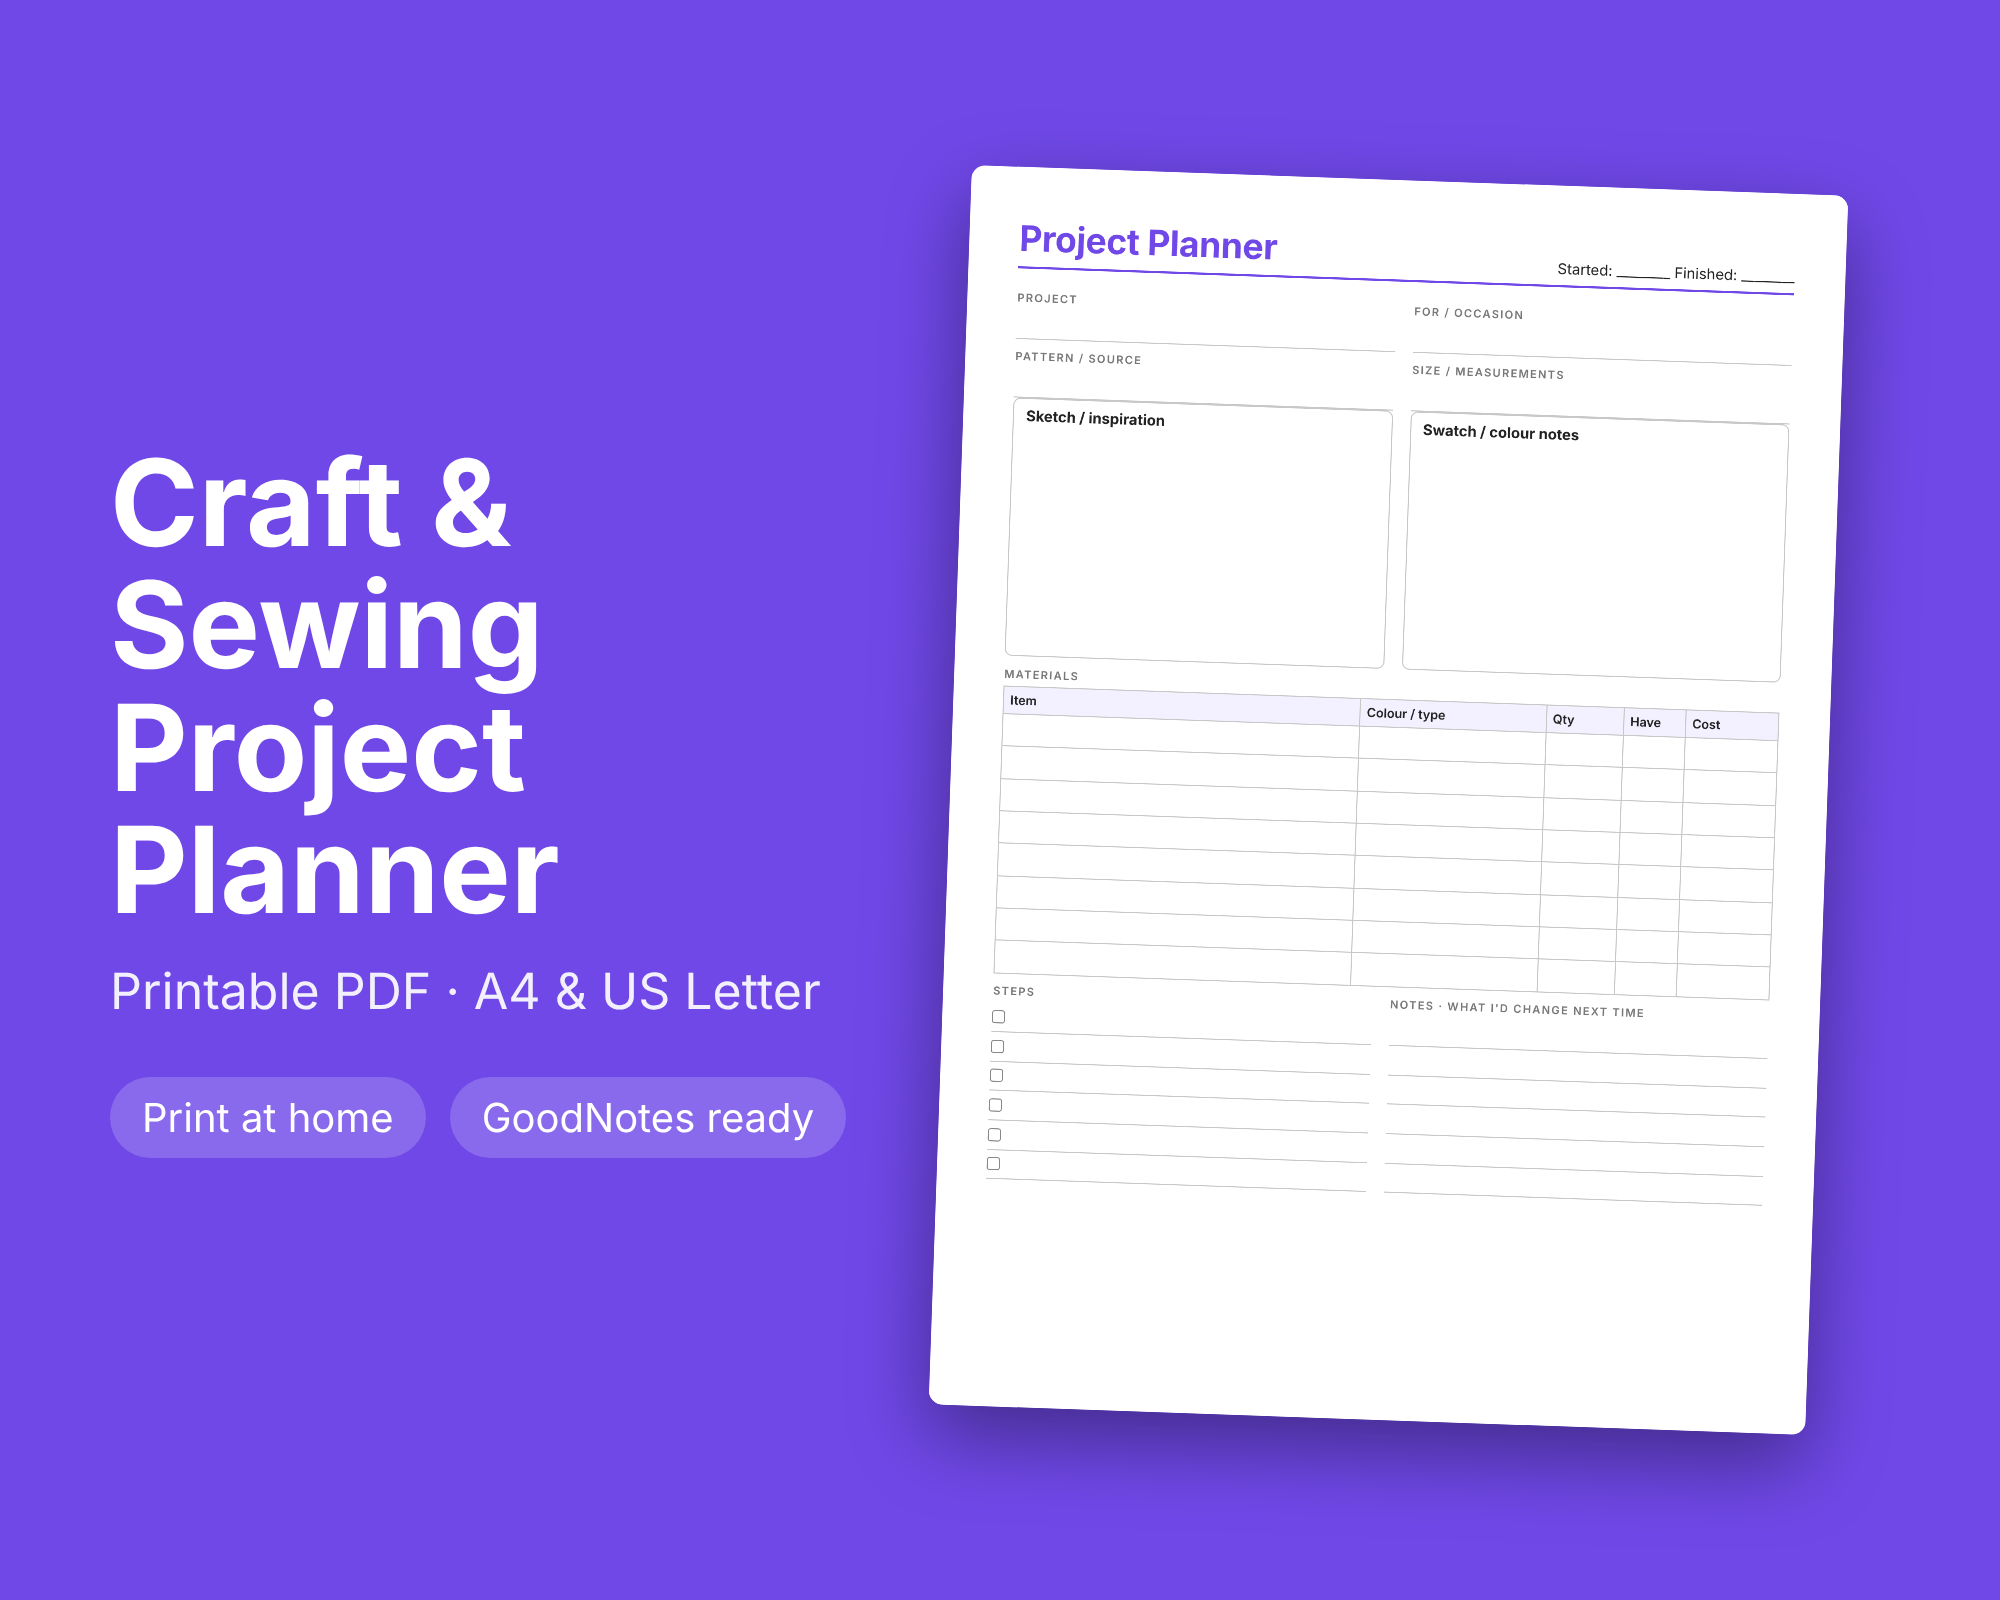 Craft &
Sewing
Project
Planner
Printable PDF · A4 & US Letter
Print at home
GoodNotes ready
Project Planner
Started: _______ Finished: _______
PROJECT
FOR / OCCASION
PATTERN / SOURCE
SIZE / MEASUREMENTS
Sketch / inspiration
Swatch / colour notes
MATERIALS
Item Colour / type Qty Have Cost
STEPS
NOTES · WHAT I'D CHANGE NEXT TIME